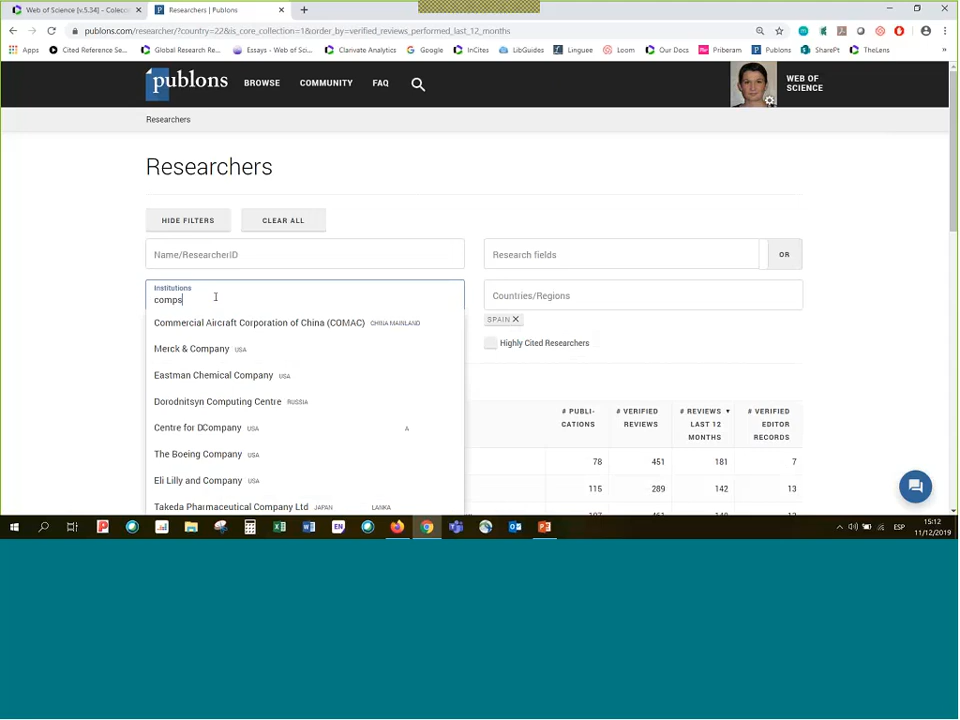 Web of Science [v.5.34] - Colecc
Researchers | Publons
publons.com/researcher/?country=22&is_core_collection=1&order_by=verified_reviews_performed_last_12_months
Apps
Cited Reference Se...
Global Research Re...
Essays - Web of Sci...
Clarivate Analytics
Google
InCites
LibGuides
Linguee
Loom
Our Docs
Priberam
Publons
SharePt
TheLens
publons
BROWSE
COMMUNITY
FAQ
WEB OF
SCIENCE
Researchers
Researchers
HIDE FILTERS
CLEAR ALL
Name/ResearcherID
Research fields
OR
Institutions
comps
Countries/Regions
SPAIN
Highly Cited Researchers
Commercial Aircraft Corporation of China (COMAC) CHINA MAINLAND
Merck & Company USA
Eastman Chemical Company USA
Dorodnitsyn Computing Centre RUSSIA
Centre for DCompany USA A
The Boeing Company USA
Eli Lilly and Company USA
Takeda Pharmaceutical Company Ltd JAPAN LANKA
# PUBLI-
CATIONS
# VERIFIED
REVIEWS
# REVIEWS
LAST 12
MONTHS
# VERIFIED
EDITOR
RECORDS
78 451 181 7
115 289 142 13
ESP
15:12
11/12/2019